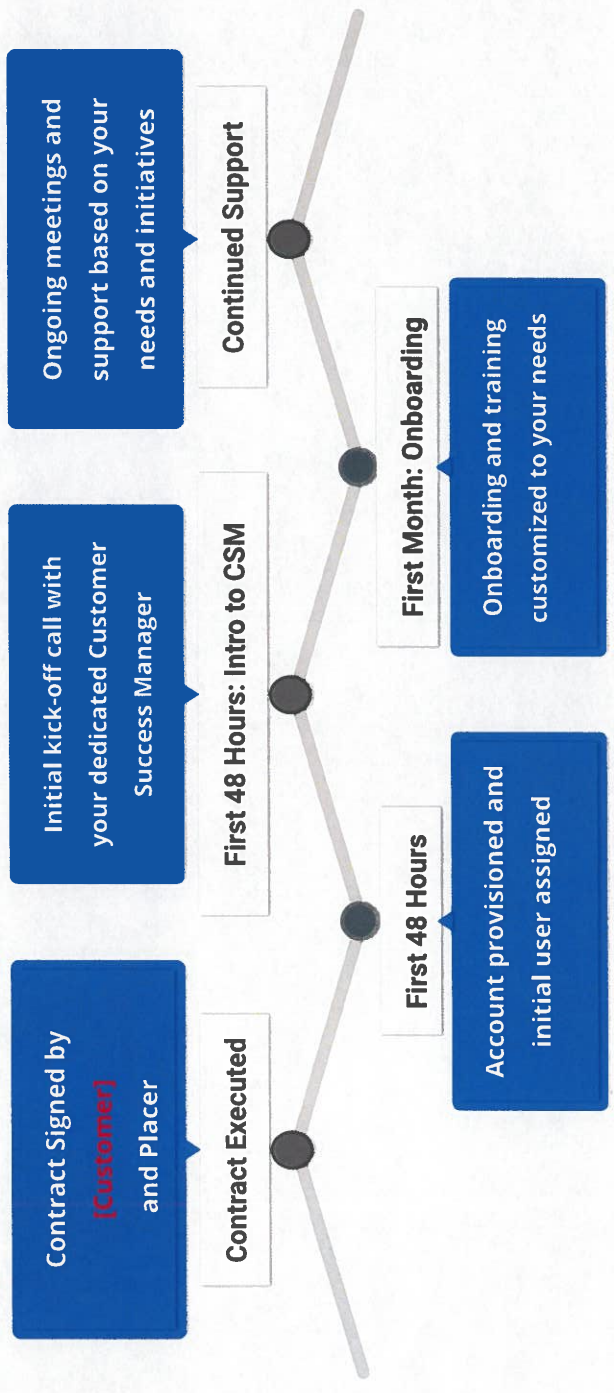 Contract Signed by
[Customer]
and Placer
Contract Executed
First 48 Hours
Account provisioned and
initial user assigned
Initial kick-off call with
your dedicated Customer
Success Manager
First 48 Hours: Intro to CSM
First Month: Onboarding
Onboarding and training
customized to your needs
Ongoing meetings and
support based on your
needs and initiatives
Continued Support